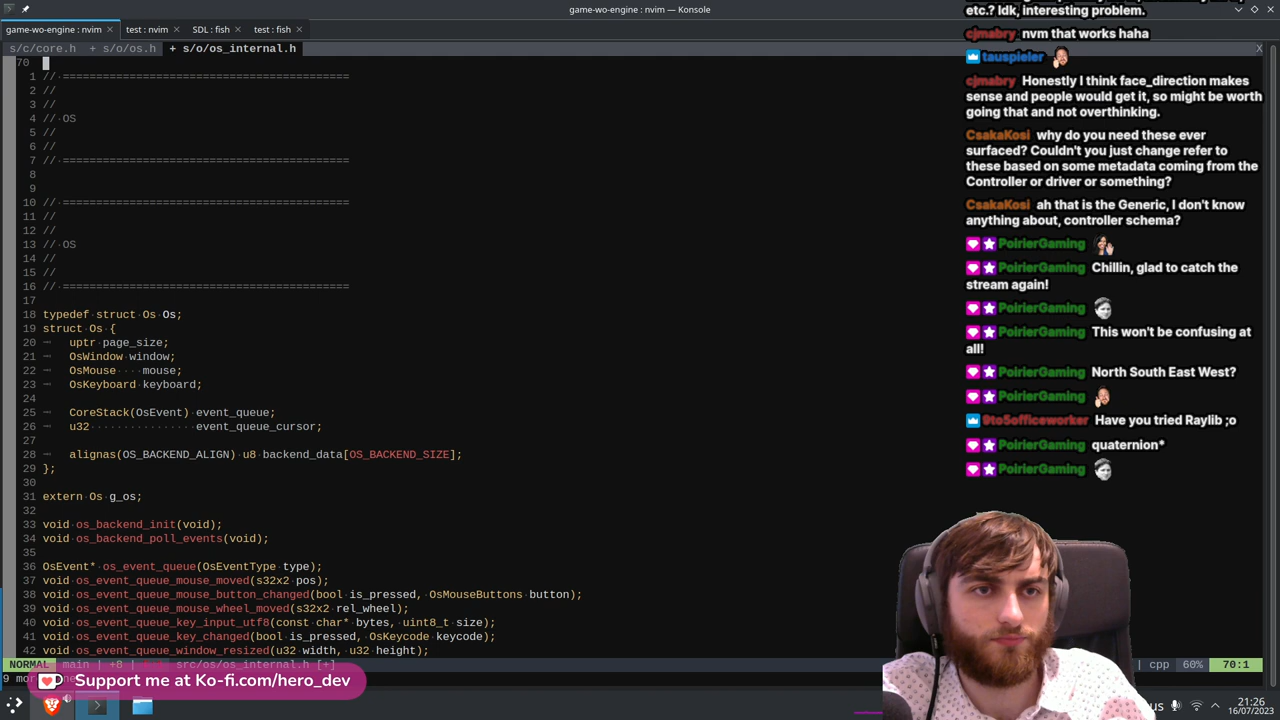 game-wo-engine : nvim — Konsole
game-wo-engine : nvim
test : nvim
SDL : fish
test : fish
s/c/core.h + s/o/os.h + s/o/os_internal.h X
70
1 // ===========================================
2 //
3 //
4 // OS
5 //
6 //
7 // ===========================================
8
9
10 // ===========================================
11 //
12 //
13 // OS
14 //
15 //
16 // ===========================================
17
18 typedef struct Os Os;
19 struct Os {
20 uptr page_size;
21 OsWindow window;
22 OsMouse mouse;
23 OsKeyboard keyboard;
24
25 CoreStack(OsEvent) event_queue;
26 u32 event_queue_cursor;
27
28 alignas(OS_BACKEND_ALIGN) u8 backend_data[OS_BACKEND_SIZE];
29 };
30
31 extern Os g_os;
32
33 void os_backend_init(void);
34 void os_backend_poll_events(void);
35
36 OsEvent* os_event_queue(OsEventType type);
37 void os_event_queue_mouse_moved(s32x2 pos);
38 void os_event_queue_mouse_button_changed(bool is_pressed, OsMouseButtons button);
39 void os_event_queue_mouse_wheel_moved(s32x2 rel_wheel);
40 void os_event_queue_key_input_utf8(const char* bytes, uint8_t size);
41 void os_event_queue_key_changed(bool is_pressed, OsKeycode keycode);
42 void os_event_queue_window_resized(u32 width, u32 height);
NORMAL main | +8 src/os/os_internal.h [+] | cpp 60% 70:1
9 mor
Support me at Ko-fi.com/hero_dev
etc.? Idk, interesting problem.
cjmabry nvm that works haha
tauspieler
cjmabry Honestly I think face_direction makes
sense and people would get it, so might be worth
going that and not overthinking.
CsakaKosi why do you need these ever
surfaced? Couldn't you just change refer to
these based on some metadata coming from the
Controller or driver or something?
CsakaKosi ah that is the Generic, I don't know
anything about, controller schema?
PoirierGaming
PoirierGaming Chillin, glad to catch the
stream again!
PoirierGaming
PoirierGaming This won't be confusing at
all!
PoirierGaming North South East West?
PoirierGaming
9to5officeworker Have you tried Raylib ;o
PoirierGaming quaternion*
PoirierGaming
US
21:26
16/07/2023